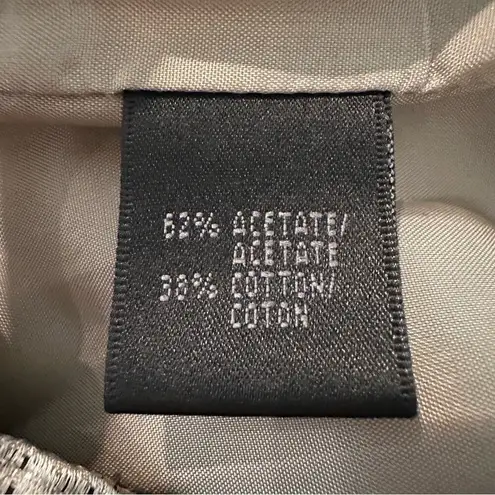 62% ACETATE/
ACETATE
38% COTTON/
COTON